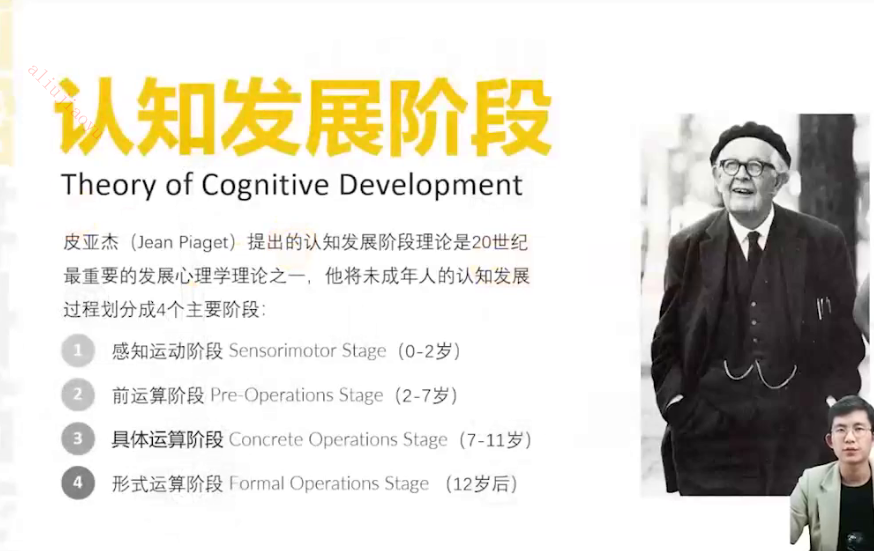 认知发展阶段
Theory of Cognitive Development
皮亚杰（Jean Piaget）提出的认知发展阶段理论是20世纪
最重要的发展心理学理论之一，他将未成年人的认知发展
过程划分成4个主要阶段：
1 感知运动阶段 Sensorimotor Stage（0-2岁）
2 前运算阶段 Pre-Operations Stage（2-7岁）
3 具体运算阶段 Concrete Operations Stage（7-11岁）
4 形式运算阶段 Formal Operations Stage （12岁后）